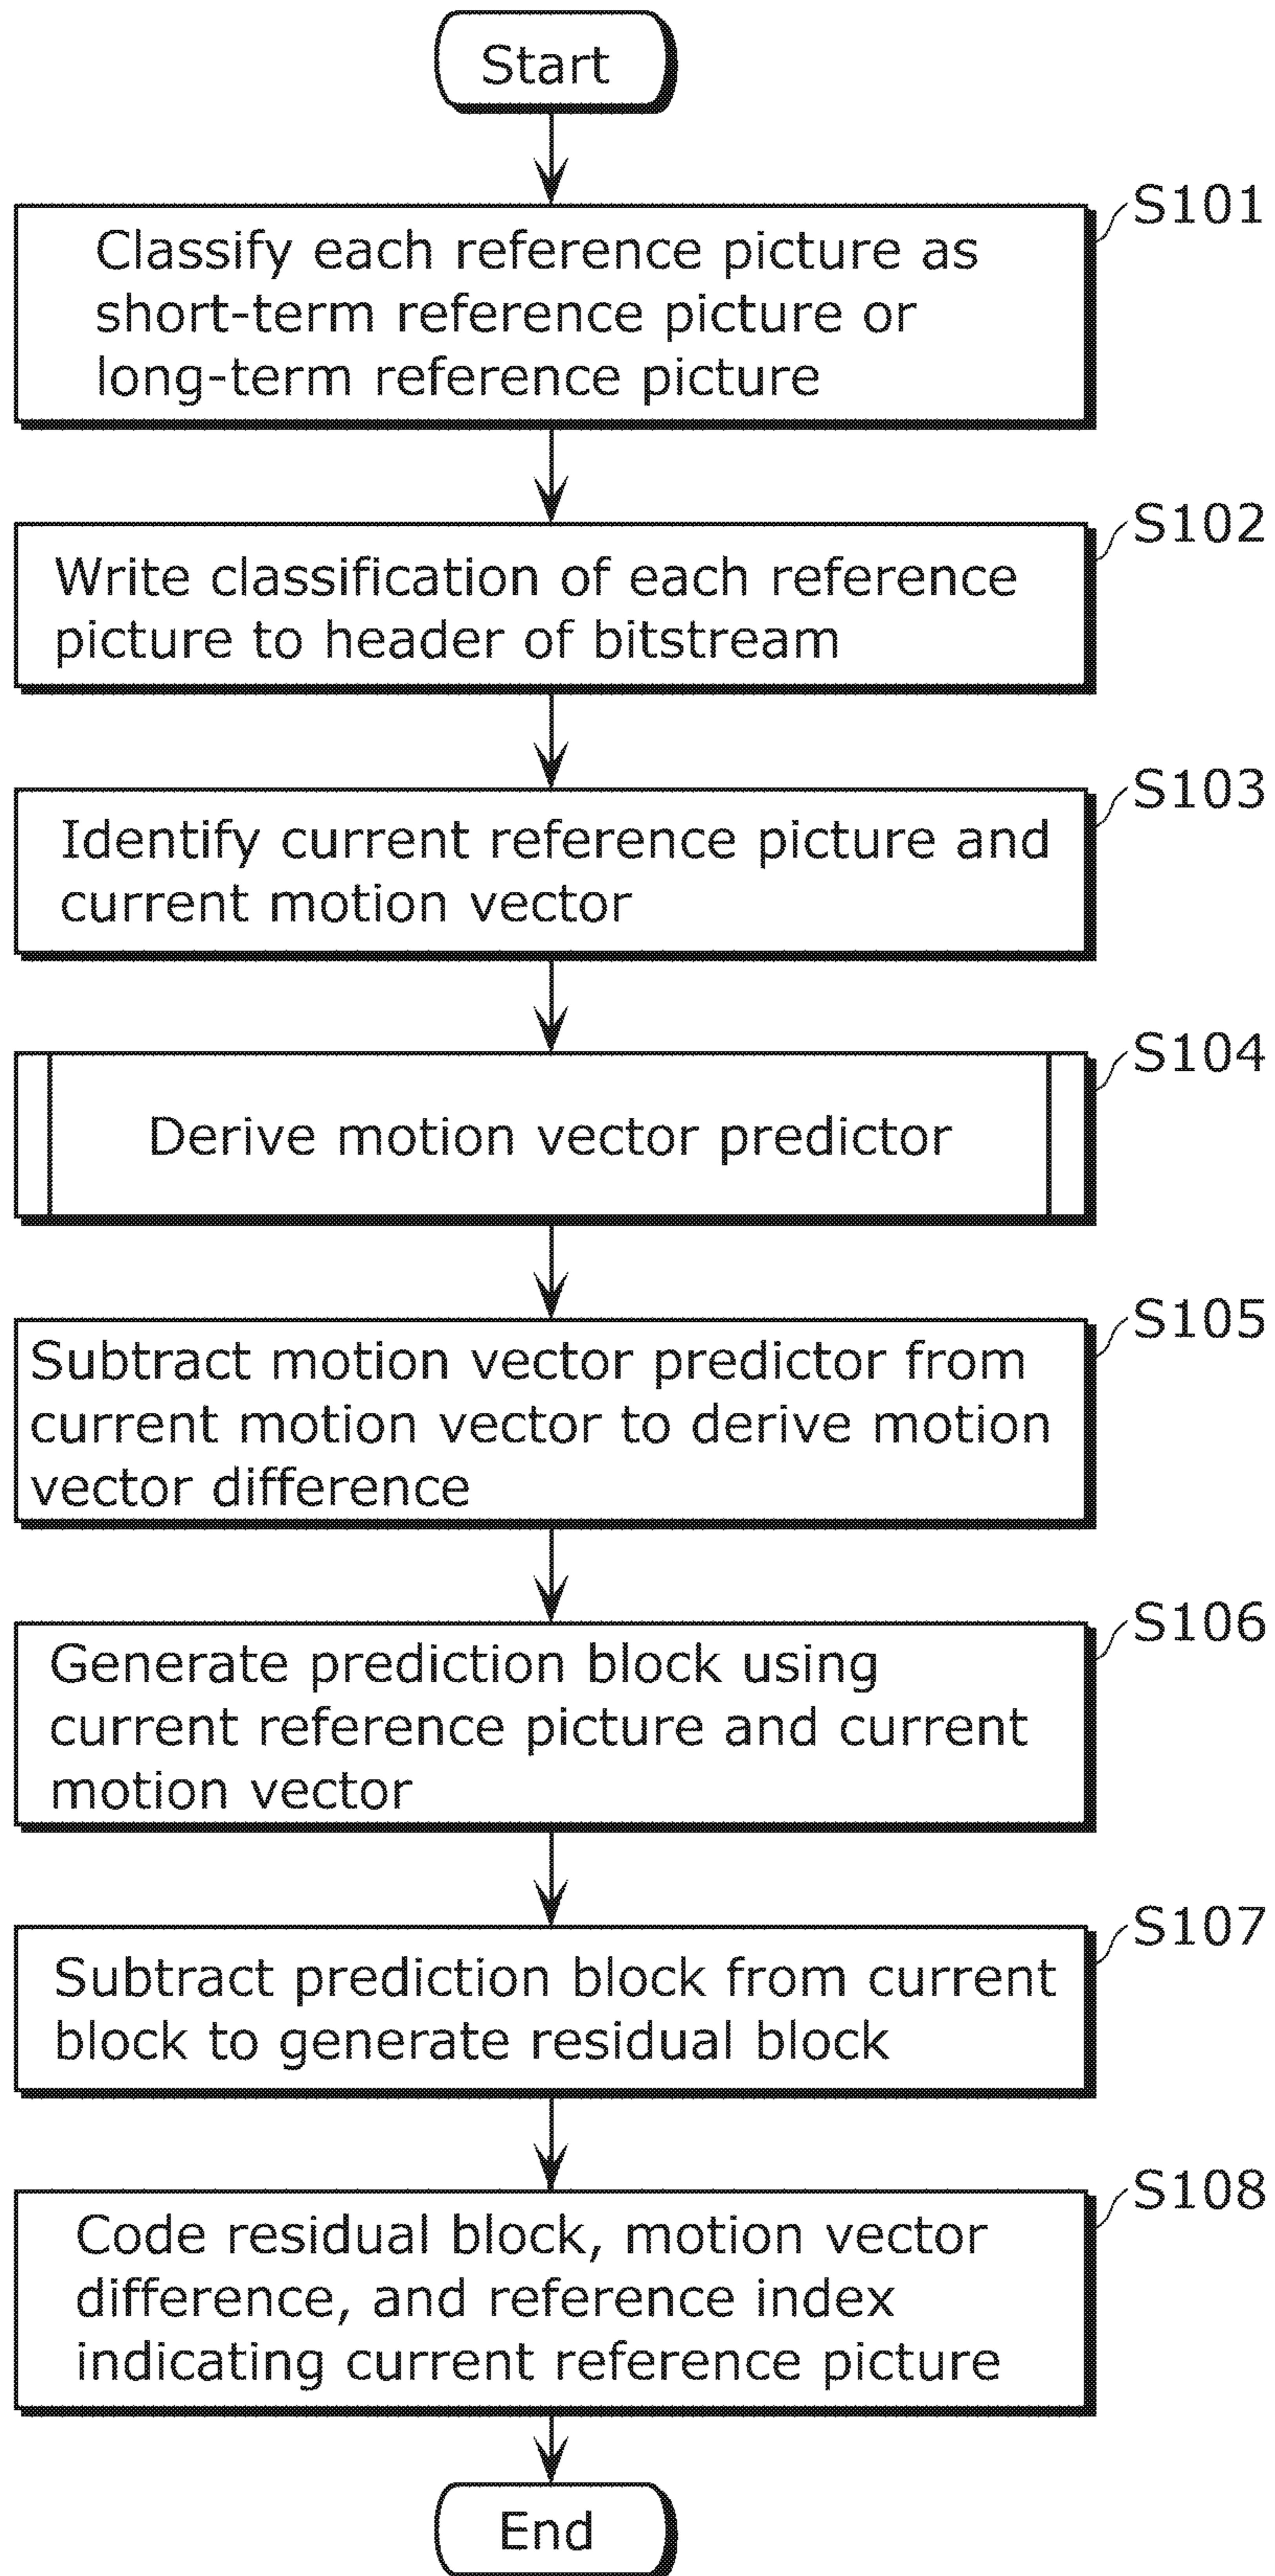 Start
S101
Classify each reference picture as
short-term reference picture or
long-term reference picture
S102
Write classification of each reference
picture to header of bitstream
S103
Identify current reference picture and
current motion vector
S104
Derive motion vector predictor
S105
Subtract motion vector predictor from
current motion vector to derive motion
vector difference
S106
Generate prediction block using
current reference picture and current
motion vector
S107
Subtract prediction block from current
block to generate residual block
S108
Code residual block, motion vector
difference, and reference index
indicating current reference picture
End